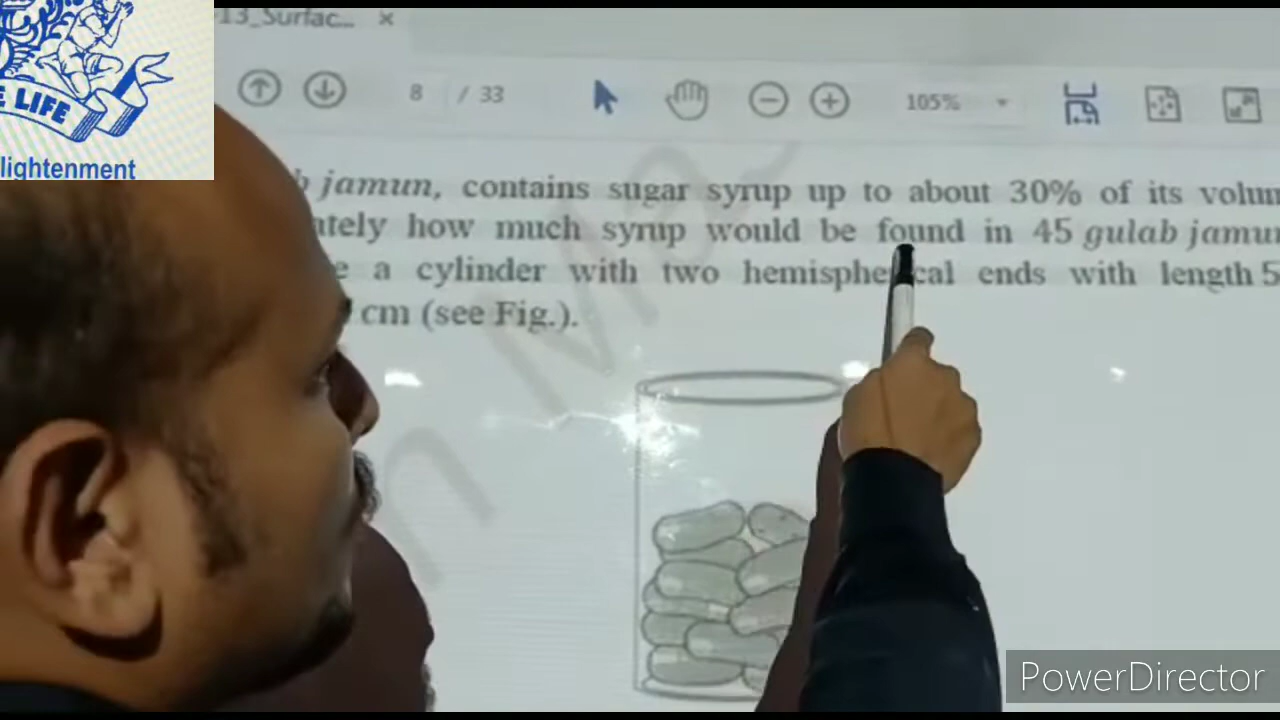 13_Surfac...
8 / 33
105%
E LIFE
lightenment
b jamun, contains sugar syrup up to about 30% of its volum
ately how much syrup would be found in 45 gulab jamun
e a cylinder with two hemispherical ends with length 5
cm (see Fig.).
PowerDirector